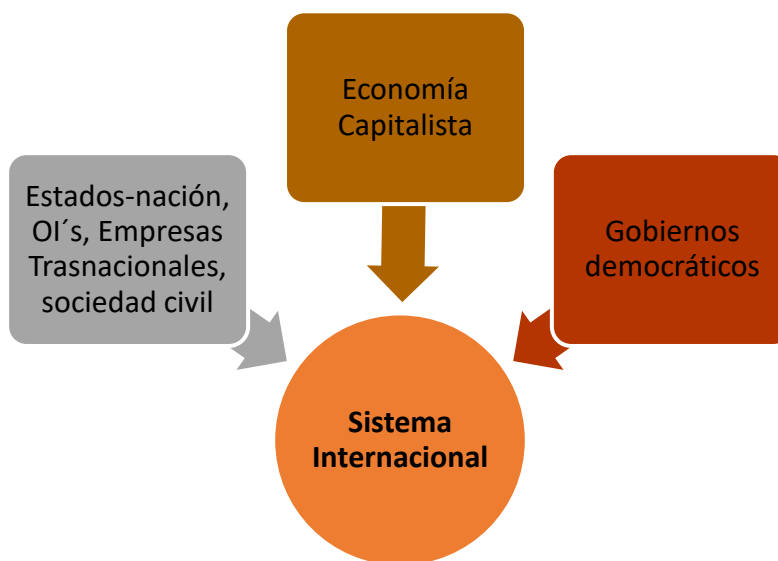 Economía
Capitalista
Estados-nación,
OI´s, Empresas
Trasnacionales,
sociedad civil
Gobiernos
democráticos
Sistema
Internacional